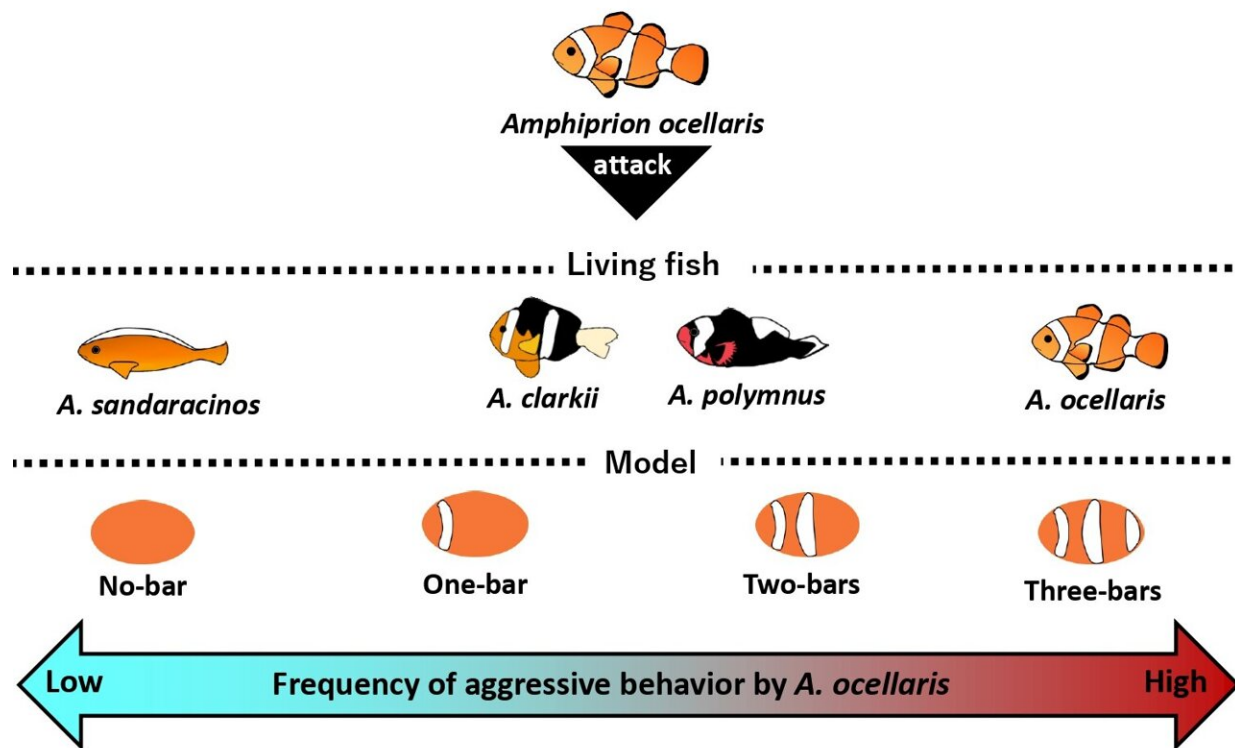 Amphiprion ocellaris
attack
Living fish
A. sandaracinos
A. clarkii
A. polymnus
A. ocellaris
Model
No-bar
One-bar
Two-bars
Three-bars
Low
Frequency of aggressive behavior by A. ocellaris
High